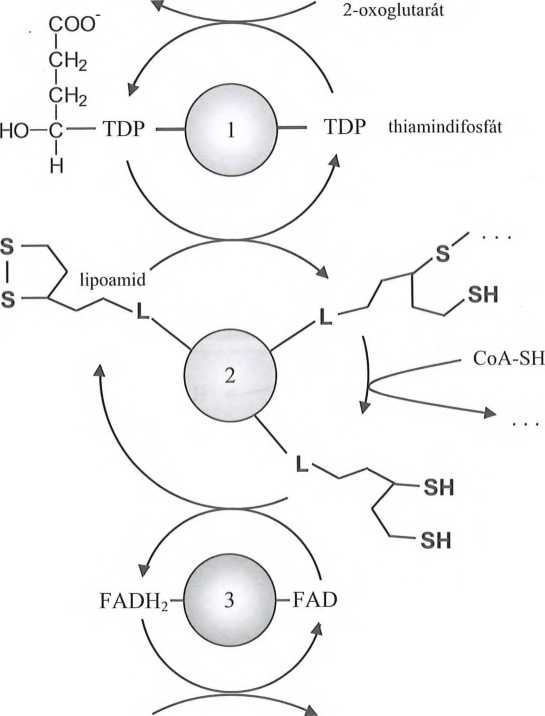 2-oxoglutarát
COO⁻
CH₂
CH₂
HO—C—TDP
H
1
TDP
thiamindifosfát
S
S
lipoamid
L
L
S
...
SH
2
CoA-SH
...
L
SH
SH
FADH₂
3
FAD